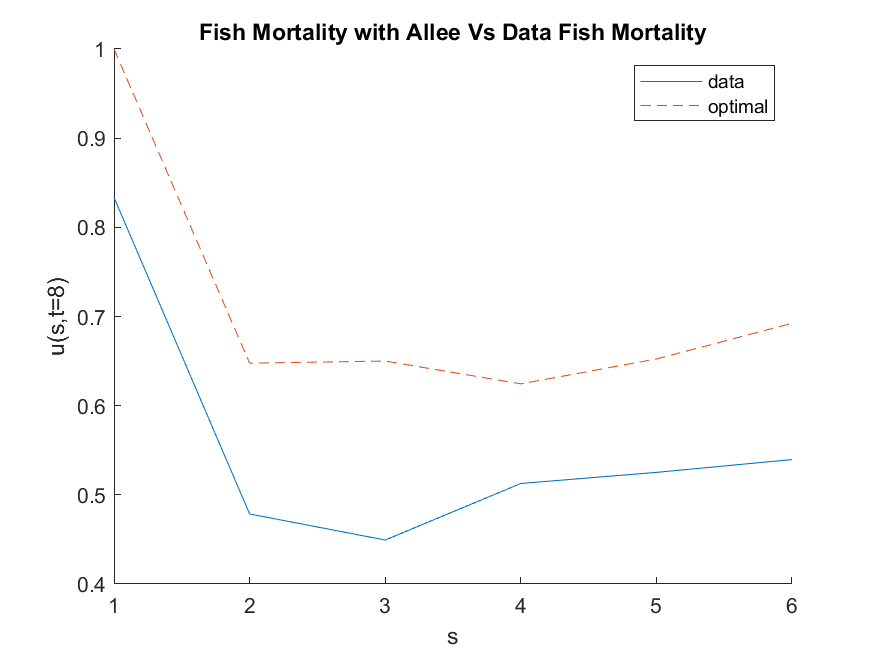 Fish Mortality with Allee Vs Data Fish Mortality
data
optimal
u(s,t=8)
1
0.9
0.8
0.7
0.6
0.5
0.4
1 2 3 4 5 6
s